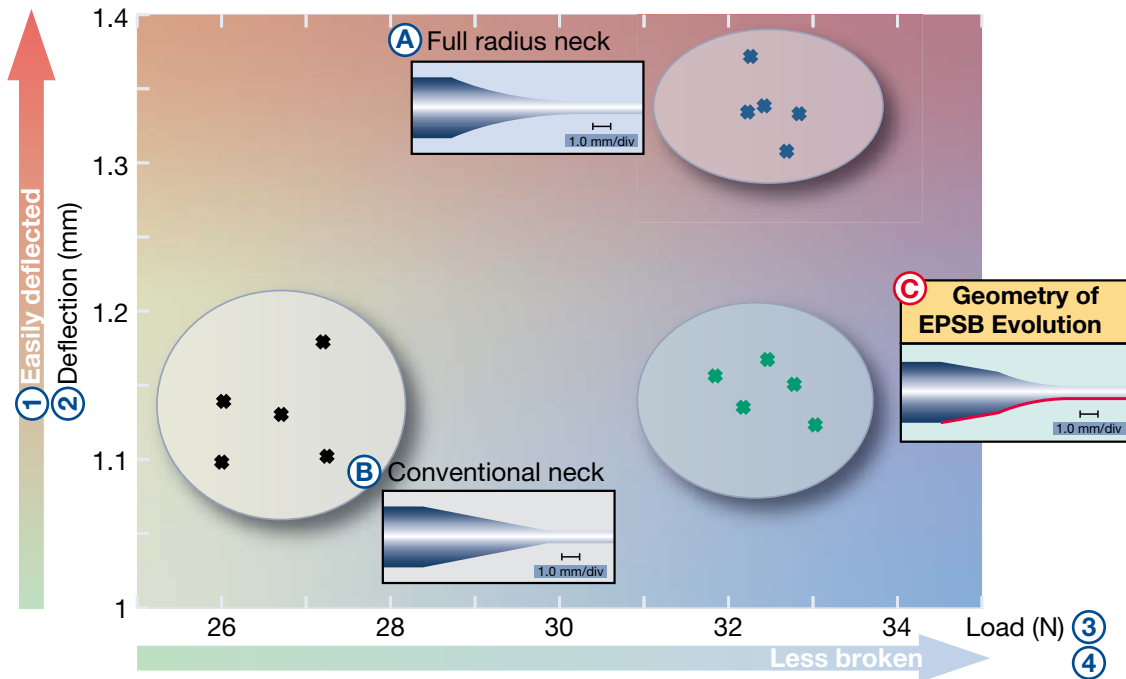 1.4
1.3
1.2
1.1
1
① Easily deflected
② Deflection (mm)
A Full radius neck
1.0 mm/div
C Geometry of
EPSB Evolution
1.0 mm/div
B Conventional neck
1.0 mm/div
26 28 30 32 34 Load (N) ③
Less broken ④